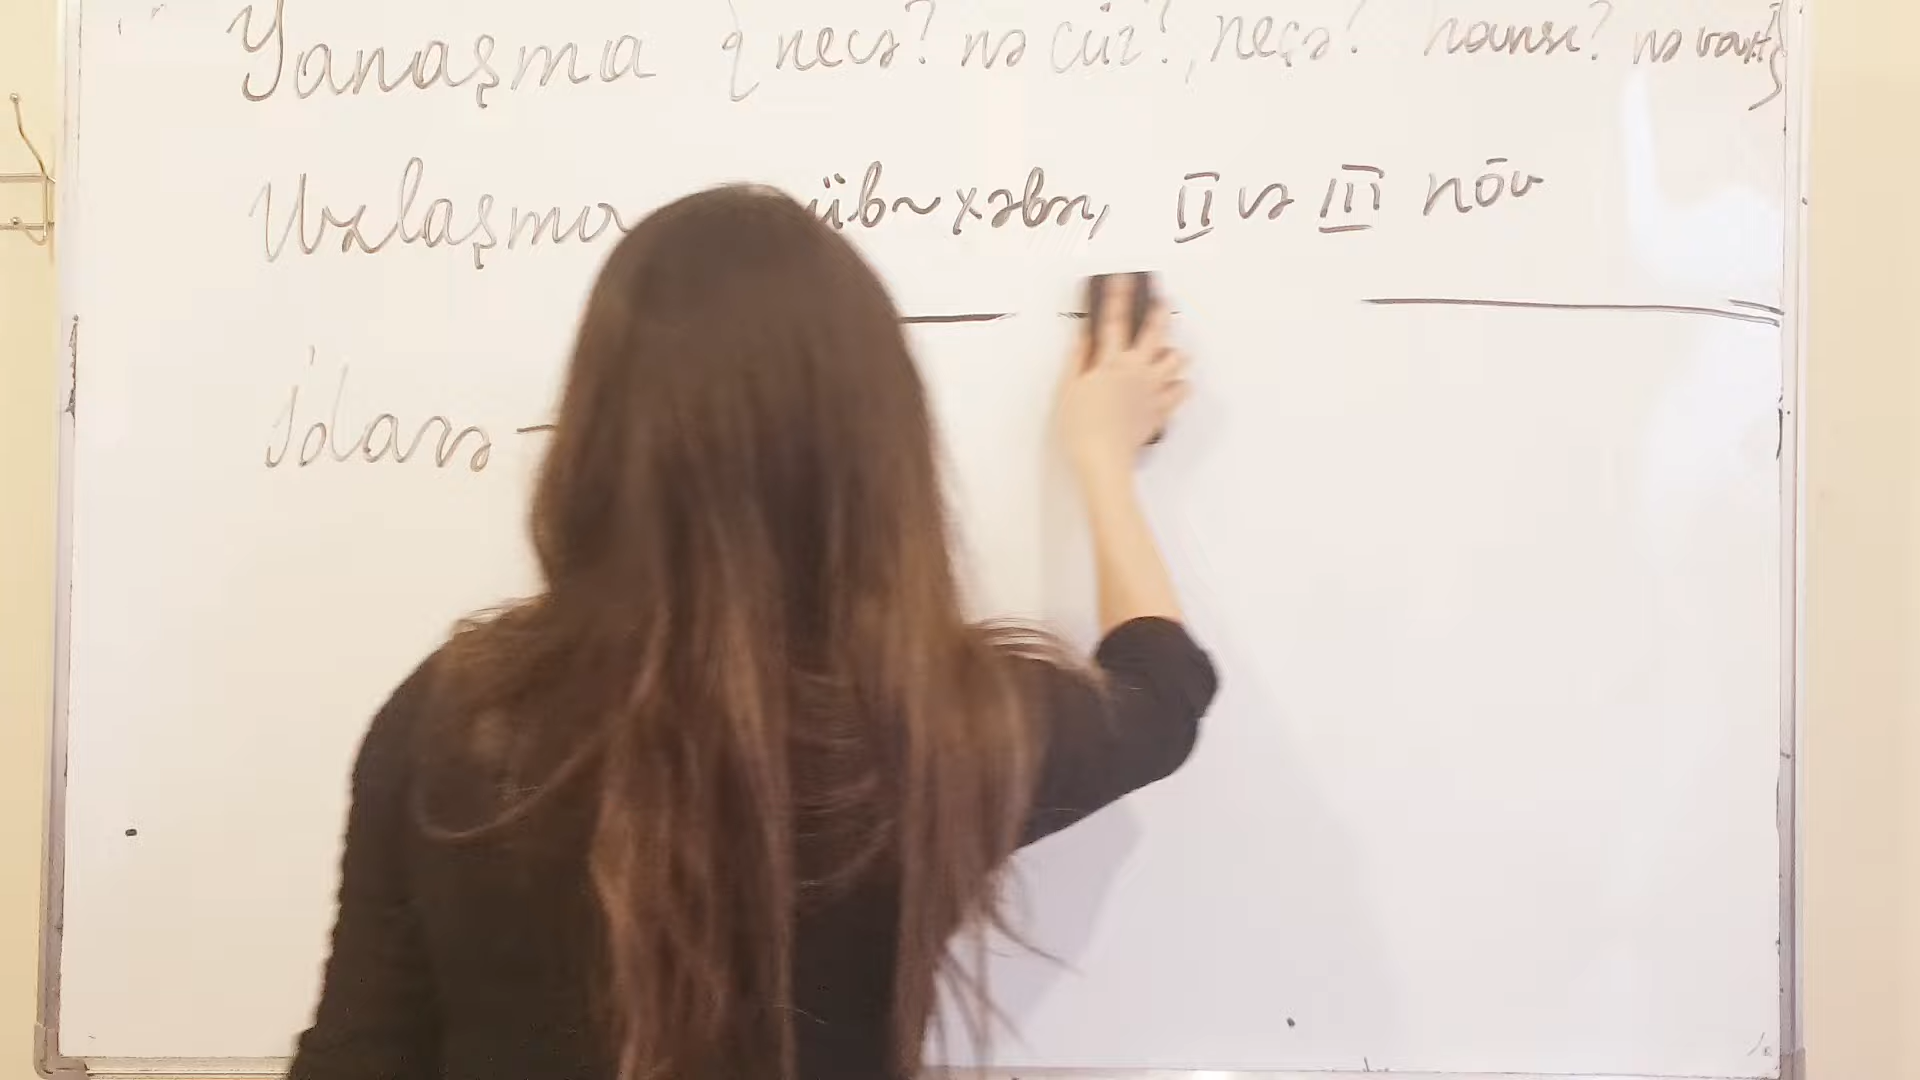 Yanaşma { necə? nə cür?, neçə? hansı? nə vaxt}
Uzlaşma üb~xəbər, II və III növ
İdarə -